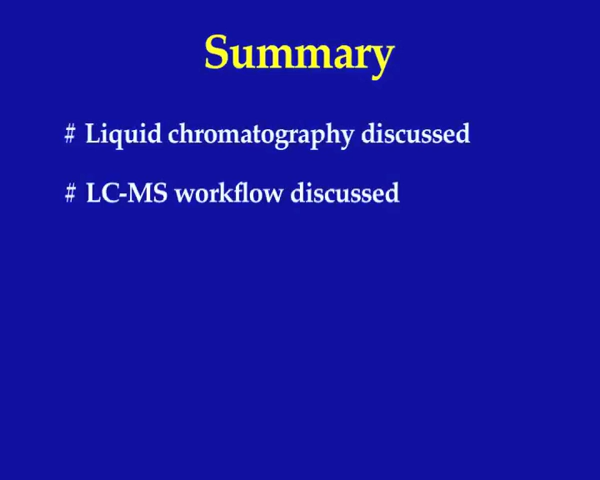 Summary
# Liquid chromatography discussed
# LC-MS workflow discussed